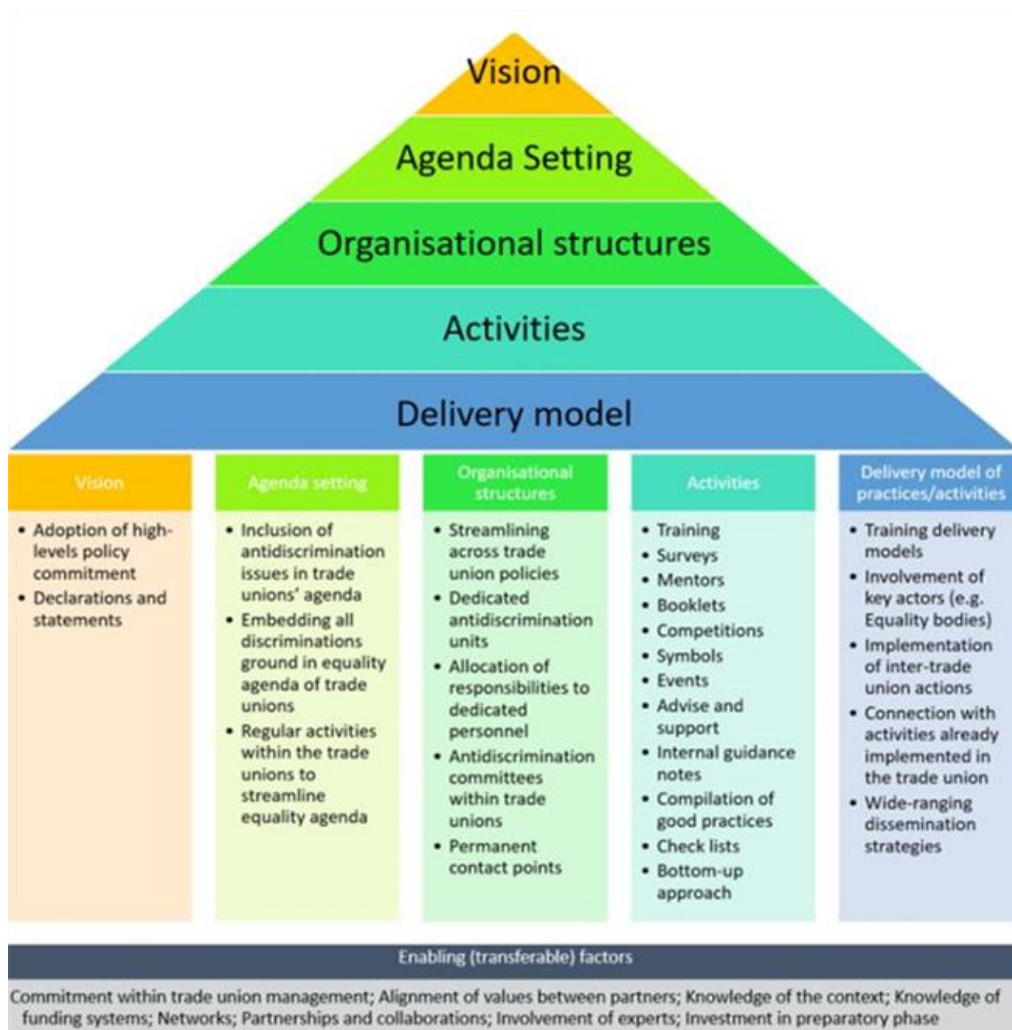 Vision
Agenda Setting
Organisational structures
Activities
Delivery model
Vision
• Adoption of high-
levels policy
commitment
• Declarations and
statements
Agenda setting
• Inclusion of
antidiscrimination
issues in trade
unions' agenda
• Embedding all
discriminations
ground in equality
agenda of trade
unions
• Regular activities
within the trade
unions to
streamline
equality agenda
Organisational
structures
• Streamlining
across trade
union policies
• Dedicated
antidiscrimination
units
• Allocation of
responsibilities to
dedicated
personnel
• Antidiscrimination
committees
within trade
unions
• Permanent
contact points
Activities
• Training
• Surveys
• Mentors
• Booklets
• Competitions
• Symbols
• Events
• Advise and
support
• Internal guidance
notes
• Compilation of
good practices
• Check lists
• Bottom-up
approach
Delivery model of
practices/activities
• Training delivery
models
• Involvement of
key actors (e.g.
Equality bodies)
• Implementation
of inter-trade
union actions
• Connection with
activities already
implemented in
the trade union
• Wide-ranging
dissemination
strategies
Enabling (transferable) factors
Commitment within trade union management; Alignment of values between partners; Knowledge of the context; Knowledge of
funding systems; Networks; Partnerships and collaborations; Involvement of experts; Investment in preparatory phase